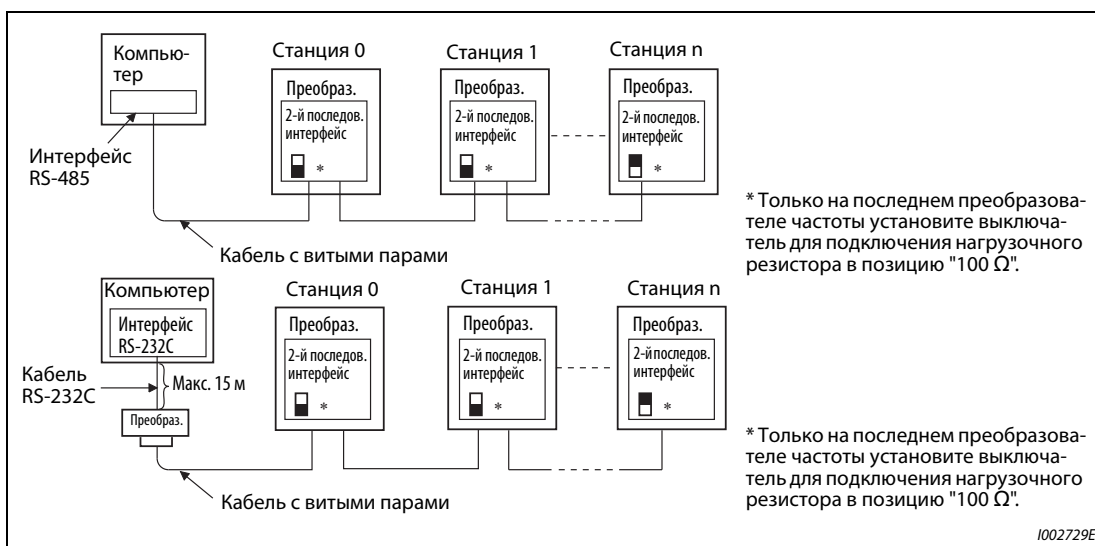 Компью-
тер
Станция 0
Станция 1
Станция n
Преобраз.
2-й последов.
интерфейс
*
Преобраз.
2-й последов.
интерфейс
*
Преобраз.
2-й последов.
интерфейс
*
Интерфейс
RS-485
Кабель с витыми парами
* Только на последнем преобразова-
теле частоты установите выключа-
тель для подключения нагрузочного
резистора в позицию "100 Ω".
Компьютер
Интерфейс
RS-232C
Станция 0
Станция 1
Станция n
Преобраз.
2-й последов.
интерфейс
*
Преобраз.
2-й последов.
интерфейс
*
Преобраз.
2-й последов.
интерфейс
*
Кабель
RS-232C
Макс. 15 м
Преобраз.
Кабель с витыми парами
* Только на последнем преобразова-
теле частоты установите выключа-
тель для подключения нагрузочного
резистора в позицию "100 Ω".
I002729E